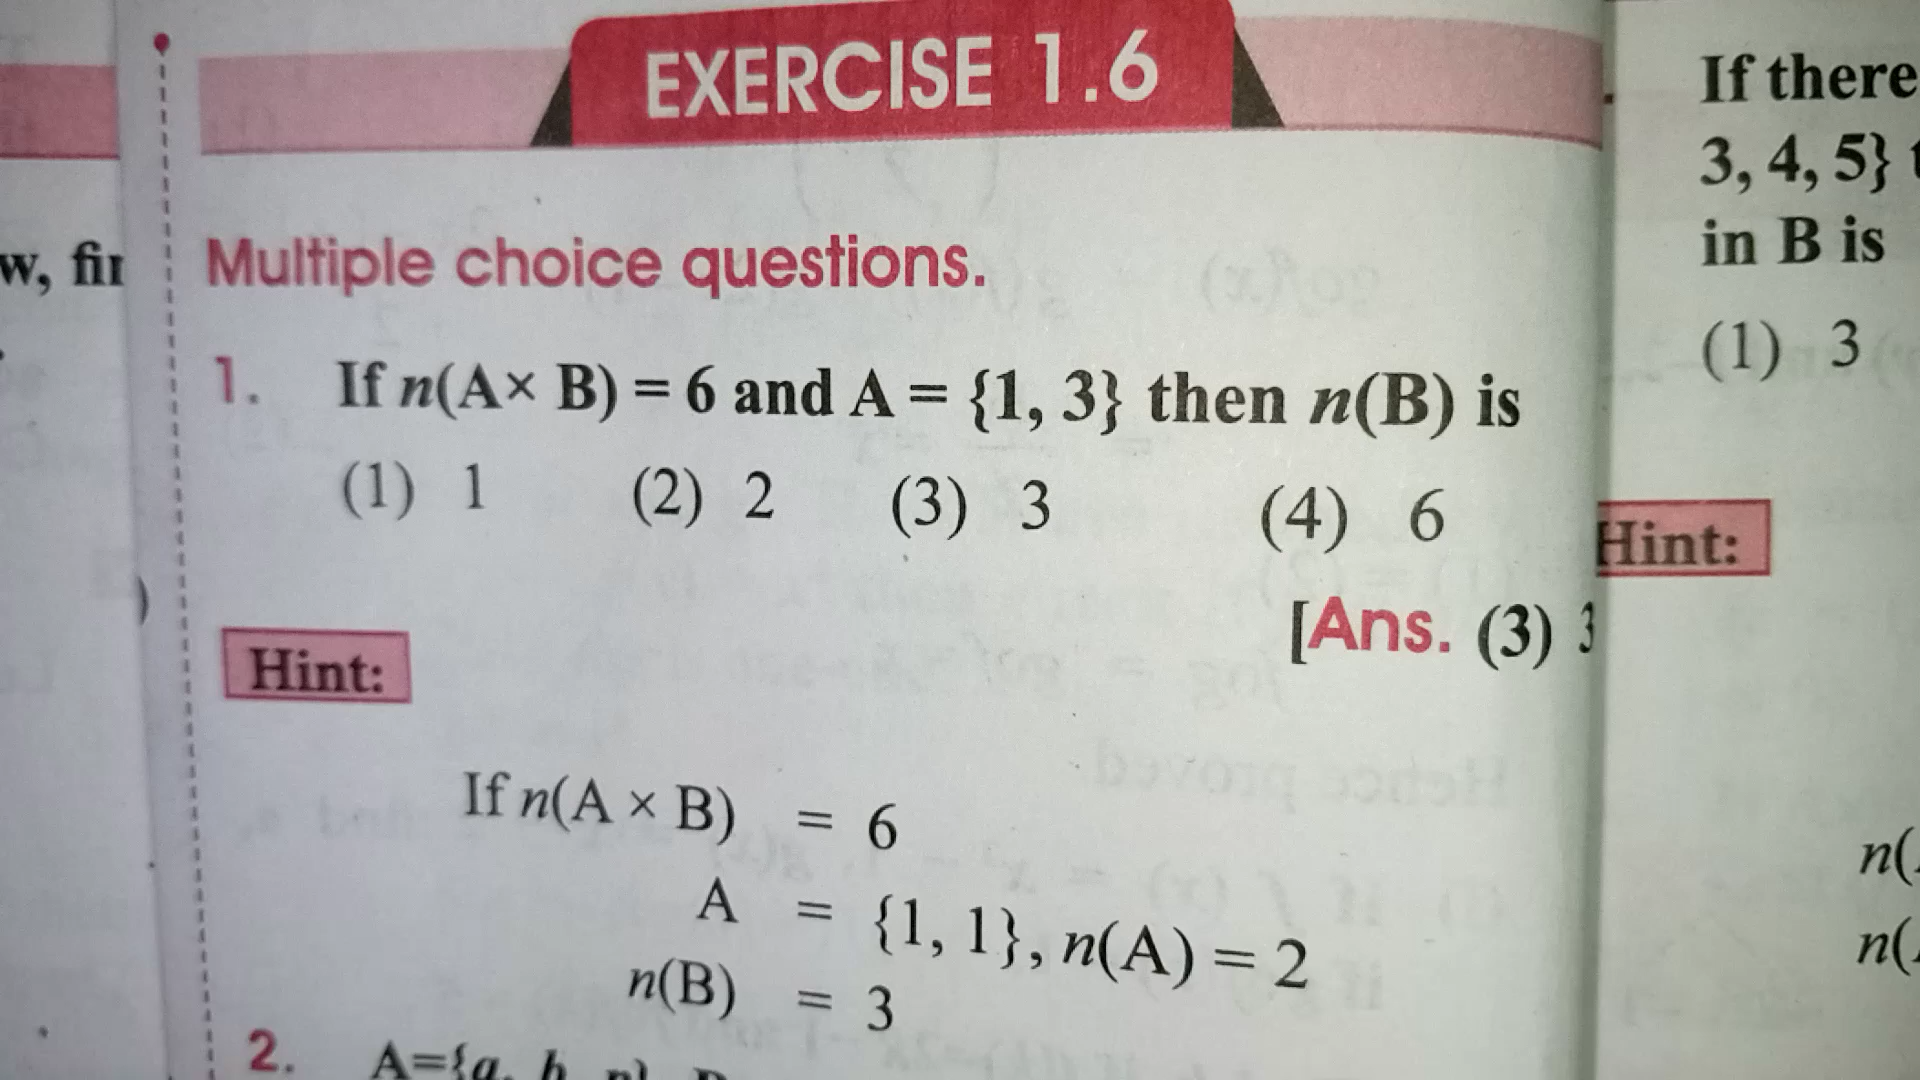 EXERCISE 1.6
Multiple choice questions.
1. If n(A× B) = 6 and A = {1, 3} then n(B) is
(1) 1 (2) 2 (3) 3 (4) 6
[Ans. (3) 3
Hint:
If n(A × B) = 6
A = {1, 1}, n(A) = 2
n(B) = 3
2. A={a, b, p},
If there
3, 4, 5}
in B is
(1) 3
Hint:
n(
n(